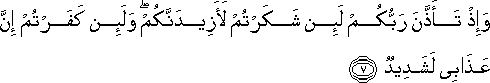 وَإِذْ تَأَذَّنَ رَبُّكُمْ لَئِن شَكَرْتُمْ لَأَزِيدَنَّكُمْ ۖ وَلَئِن كَفَرْتُمْ إِنَّ
عَذَابِى لَشَدِيدٌ ﴿٧﴾